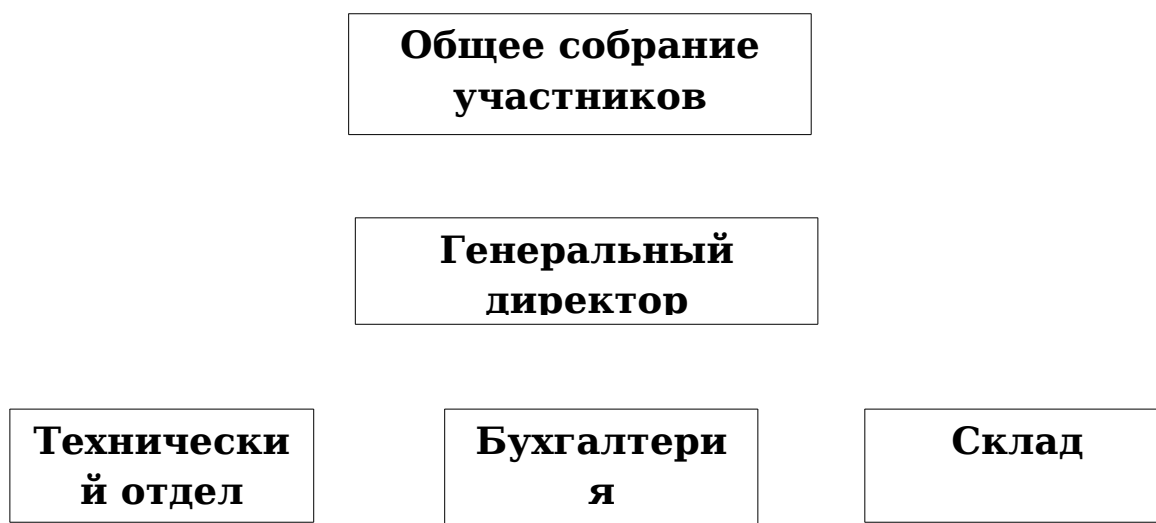 Общее собрание
участников
Генеральный
директор
Технически
й отдел
Бухгалтери
я
Склад